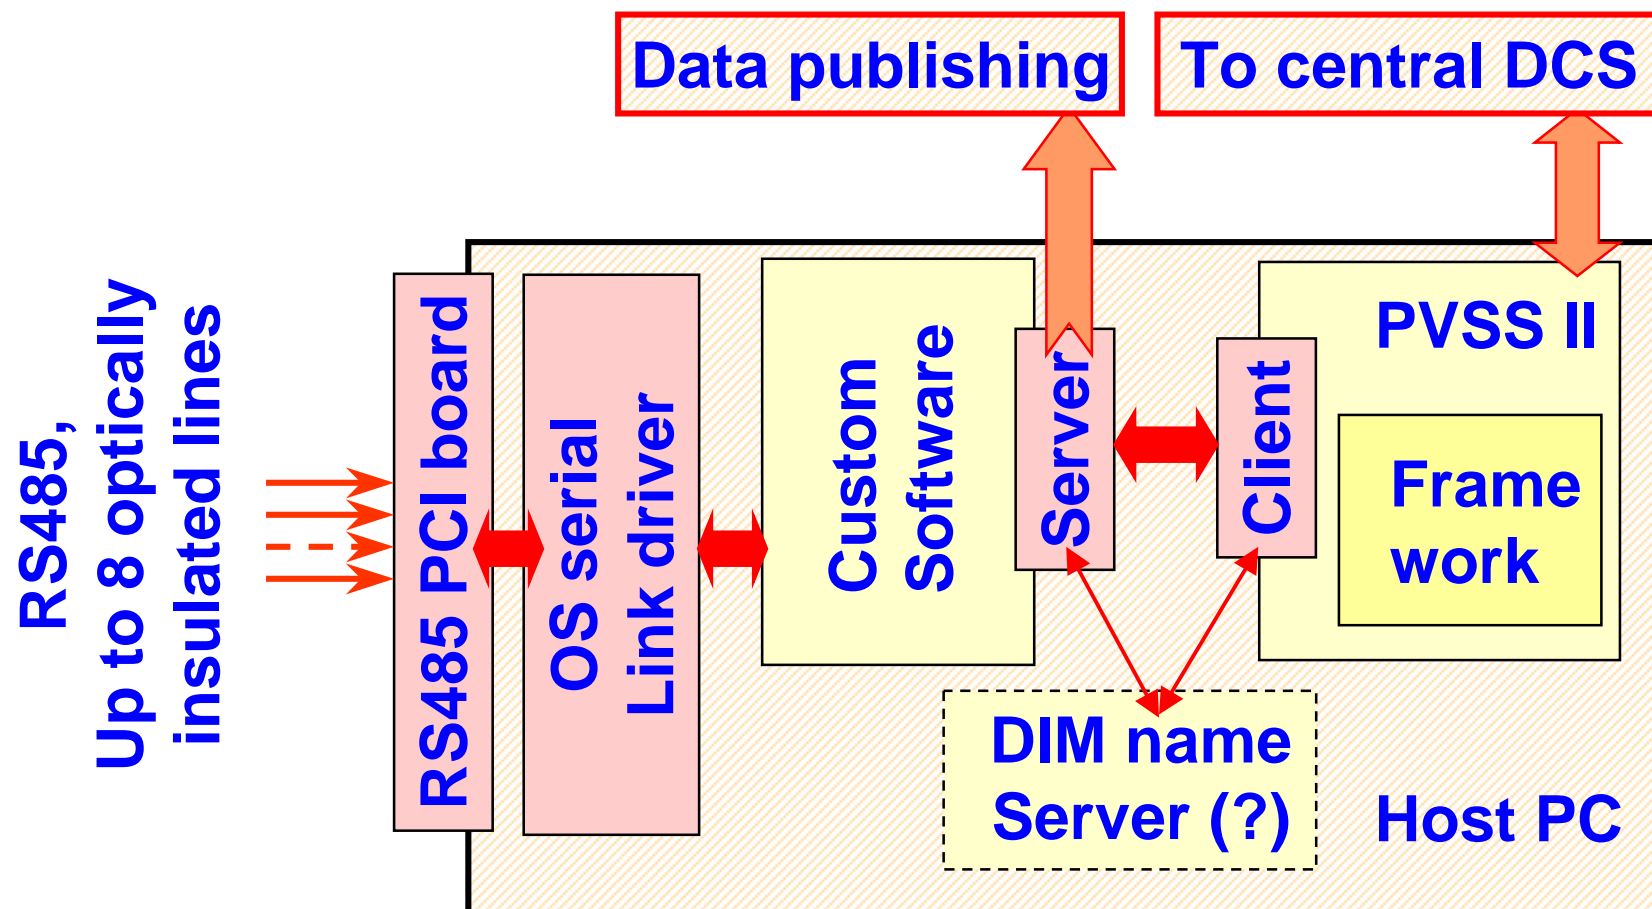 Data publishing
To central DCS
RS485,
Up to 8 optically
insulated lines
RS485 PCI board
OS serial
Link driver
Custom
Software
Server
Client
PVSS II
Frame
work
DIM name
Server (?)
Host PC